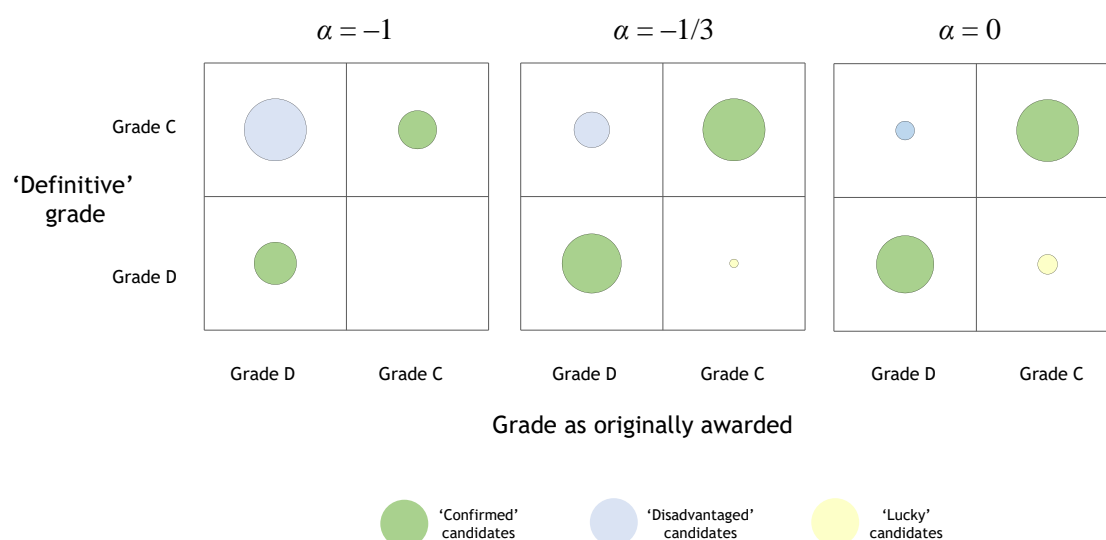 α = –1
α = –1/3
α = 0
Grade C
‘Definitive’
grade
Grade D
Grade D
Grade C
Grade D
Grade C
Grade D
Grade C
Grade as originally awarded
‘Confirmed’
candidates
‘Disadvantaged’
candidates
‘Lucky’
candidates